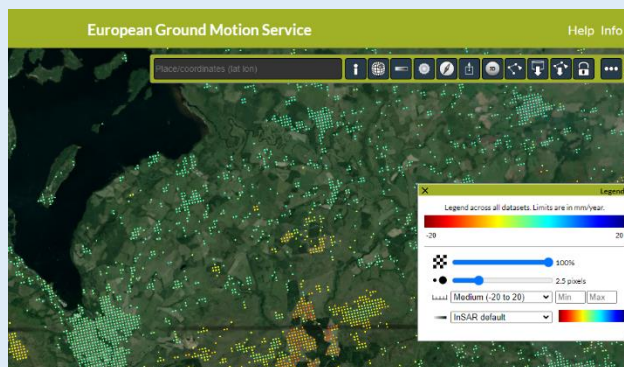 European Ground Motion Service
Help Info
Place/coordinates (lat lon)
3D
Legend
Legend across all datasets. Limits are in mm/year.
-20 20
100%
2.5 pixels
Medium (-20 to 20) Min Max
InSAR default